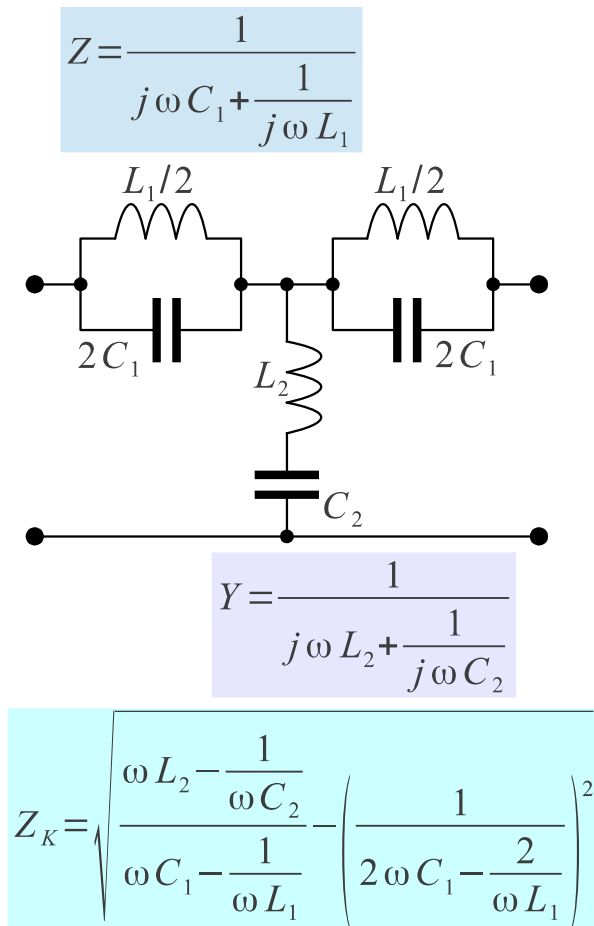 Z = 1 / (jωC₁ + 1 / (jωL₁))
L₁/2 L₁/2
2C₁ 2C₁
L₂
C₂
Y = 1 / (jωL₂ + 1 / (jωC₂))
Z_K = √((ωL₂ − 1 / (ωC₂)) / (ωC₁ − 1 / (ωL₁)) − (1 / (2ωC₁ − 2 / (ωL₁)))²)